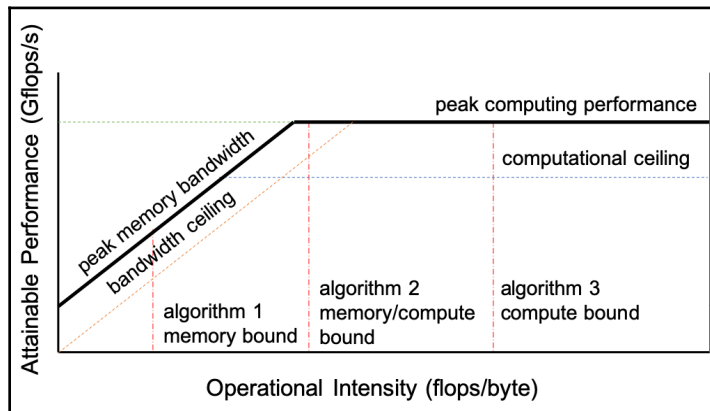 Attainable Performance (Gflops/s)
peak memory bandwidth
bandwidth ceiling
peak computing performance
computational ceiling
algorithm 1
memory bound
algorithm 2
memory/compute
bound
algorithm 3
compute bound
Operational Intensity (flops/byte)